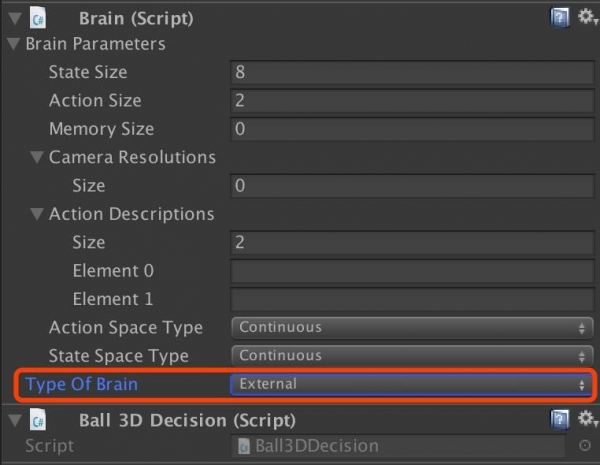 Brain (Script)
Brain Parameters
State Size 8
Action Size 2
Memory Size 0
Camera Resolutions
Size 0
Action Descriptions
Size 2
Element 0
Element 1
Action Space Type Continuous
State Space Type Continuous
Type Of Brain External
C# Ball 3D Decision (Script)
Script Ball3DDecision